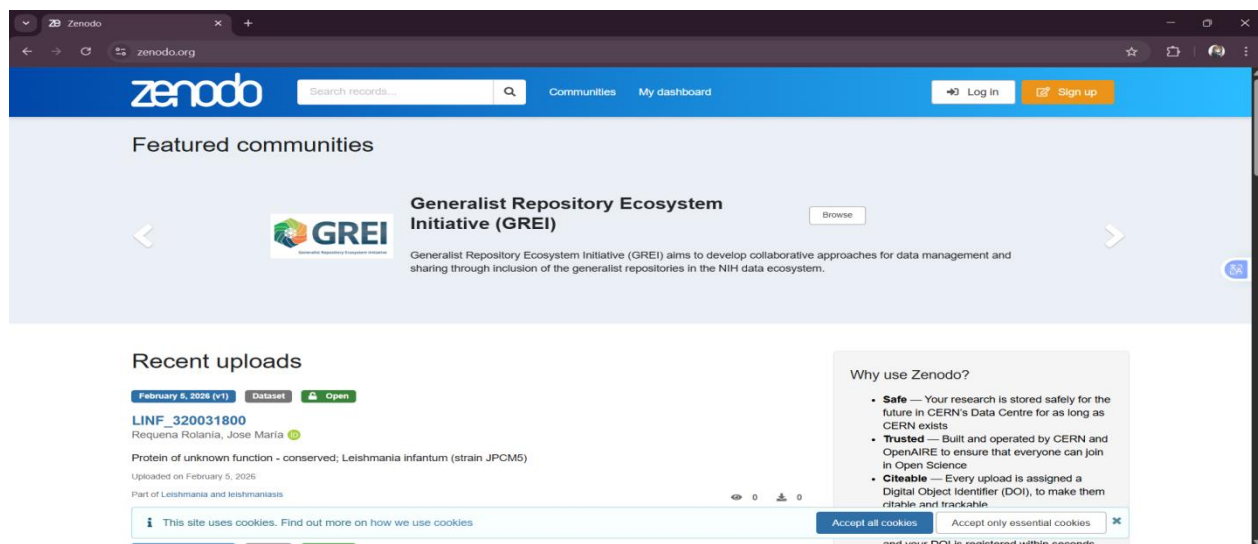 Zenodo
zenodo.org
zenodo
Search records...
Communities
My dashboard
Log in
Sign up
Featured communities
GREI
Generalist Repository Ecosystem
Initiative (GREI)
Browse
Generalist Repository Ecosystem Initiative (GREI) aims to develop collaborative approaches for data management and
sharing through inclusion of the generalist repositories in the NIH data ecosystem.
Recent uploads
February 5, 2026 (v1)
Dataset
Open
LINF_320031800
Requena Rolanía, Jose María
Protein of unknown function - conserved; Leishmania infantum (strain JPCM5)
Uploaded on February 5, 2026
Part of Leishmania and leishmaniasis
0
0
Why use Zenodo?
Safe — Your research is stored safely for the
future in CERN's Data Centre for as long as
CERN exists
Trusted — Built and operated by CERN and
OpenAIRE to ensure that everyone can join
in Open Science
Citeable — Every upload is assigned a
Digital Object Identifier (DOI), to make them
citable and trackable
This site uses cookies. Find out more on how we use cookies
Accept all cookies
Accept only essential cookies
and your DOI is registered within seconds